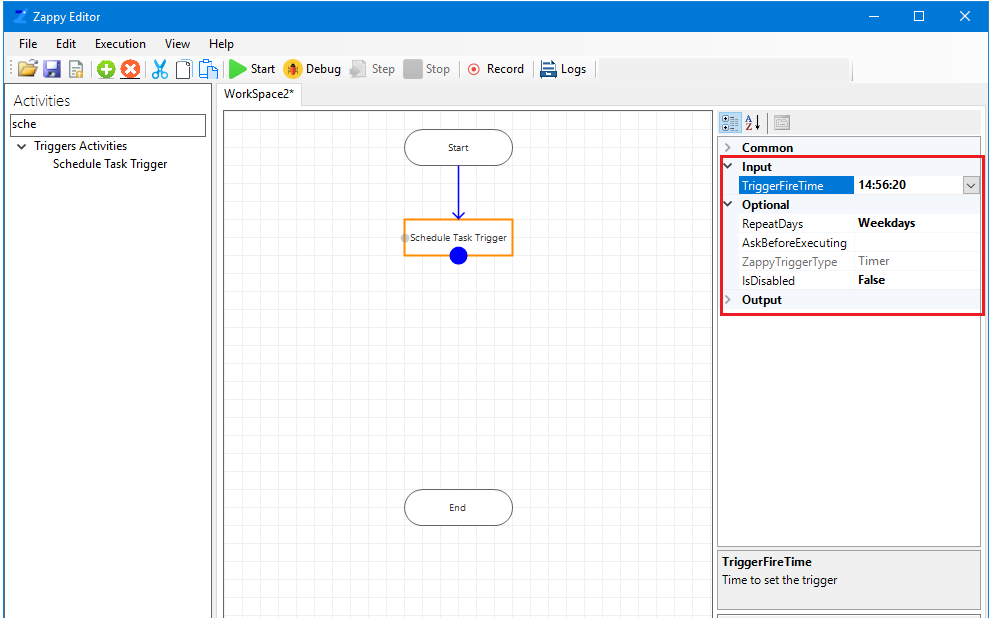 Zappy Editor
File Edit Execution View Help
Start Debug Step Stop Record Logs
Activities
sche
Triggers Activities
Schedule Task Trigger
WorkSpace2*
Start
Schedule Task Trigger
End
Common
Input
TriggerFireTime 14:56:20
Optional
RepeatDays Weekdays
AskBeforeExecuting
ZappyTriggerType Timer
IsDisabled False
Output
TriggerFireTime
Time to set the trigger